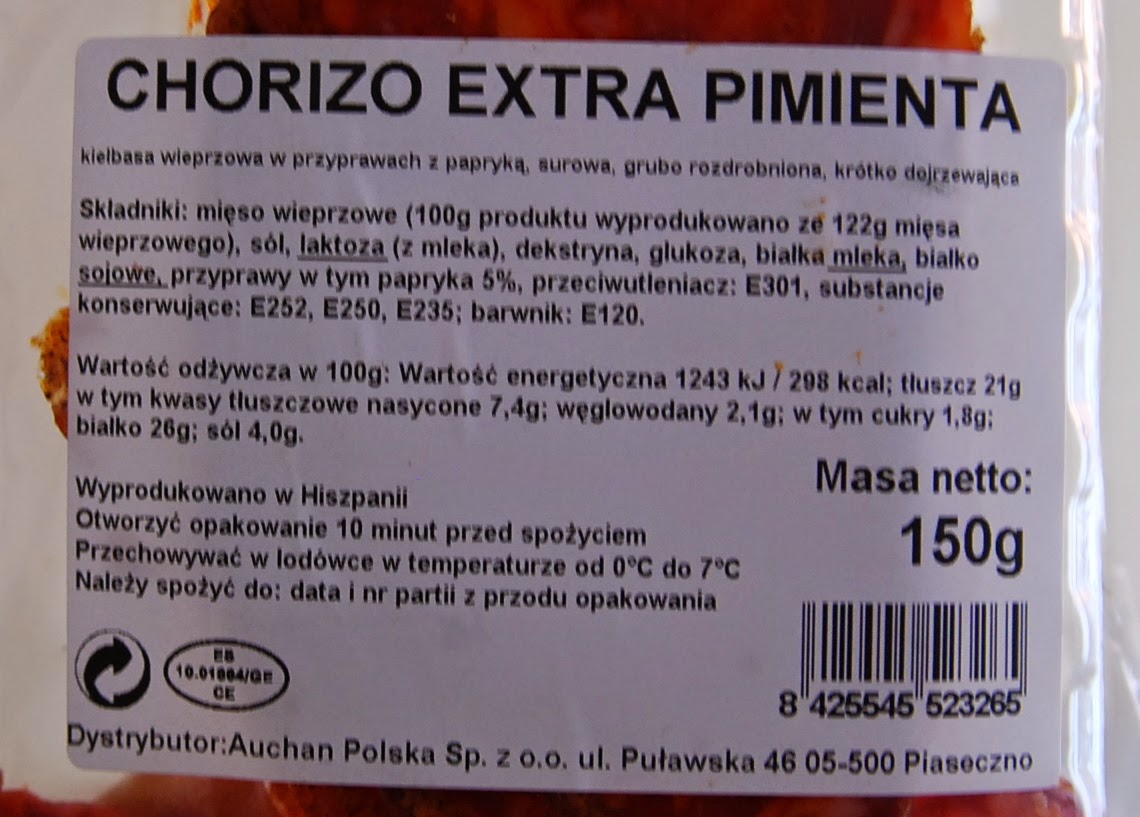 CHORIZO EXTRA PIMIENTA
kiełbasa wieprzowa w przyprawach z papryką, surowa, grubo rozdrobniona, krótko dojrzewająca
Składniki: mięso wieprzowe (100g produktu wyprodukowano ze 122g mięsa
wieprzowego), sól, laktoza (z mleka), dekstryna, glukoza, białka mleka, białko
sojowe, przyprawy w tym papryka 5%, przeciwutleniacz: E301, substancje
konserwujące: E252, E250, E235; barwnik: E120.
Wartość odżywcza w 100g: Wartość energetyczna 1243 kJ / 298 kcal; tłuszcz 21g
w tym kwasy tłuszczowe nasycone 7,4g; węglowodany 2,1g; w tym cukry 1,8g;
białko 26g; sól 4,0g.
Masa netto:
150g
Wyprodukowano w Hiszpanii
Otworzyć opakowanie 10 minut przed spożyciem
Przechowywać w lodówce w temperaturze od 0°C do 7°C
Należy spożyć do: data i nr partii z przodu opakowania
ES
CE
8 425545 523265
Dystrybutor:Auchan Polska Sp. z o.o. ul. Puławska 46 05-500 Piaseczno